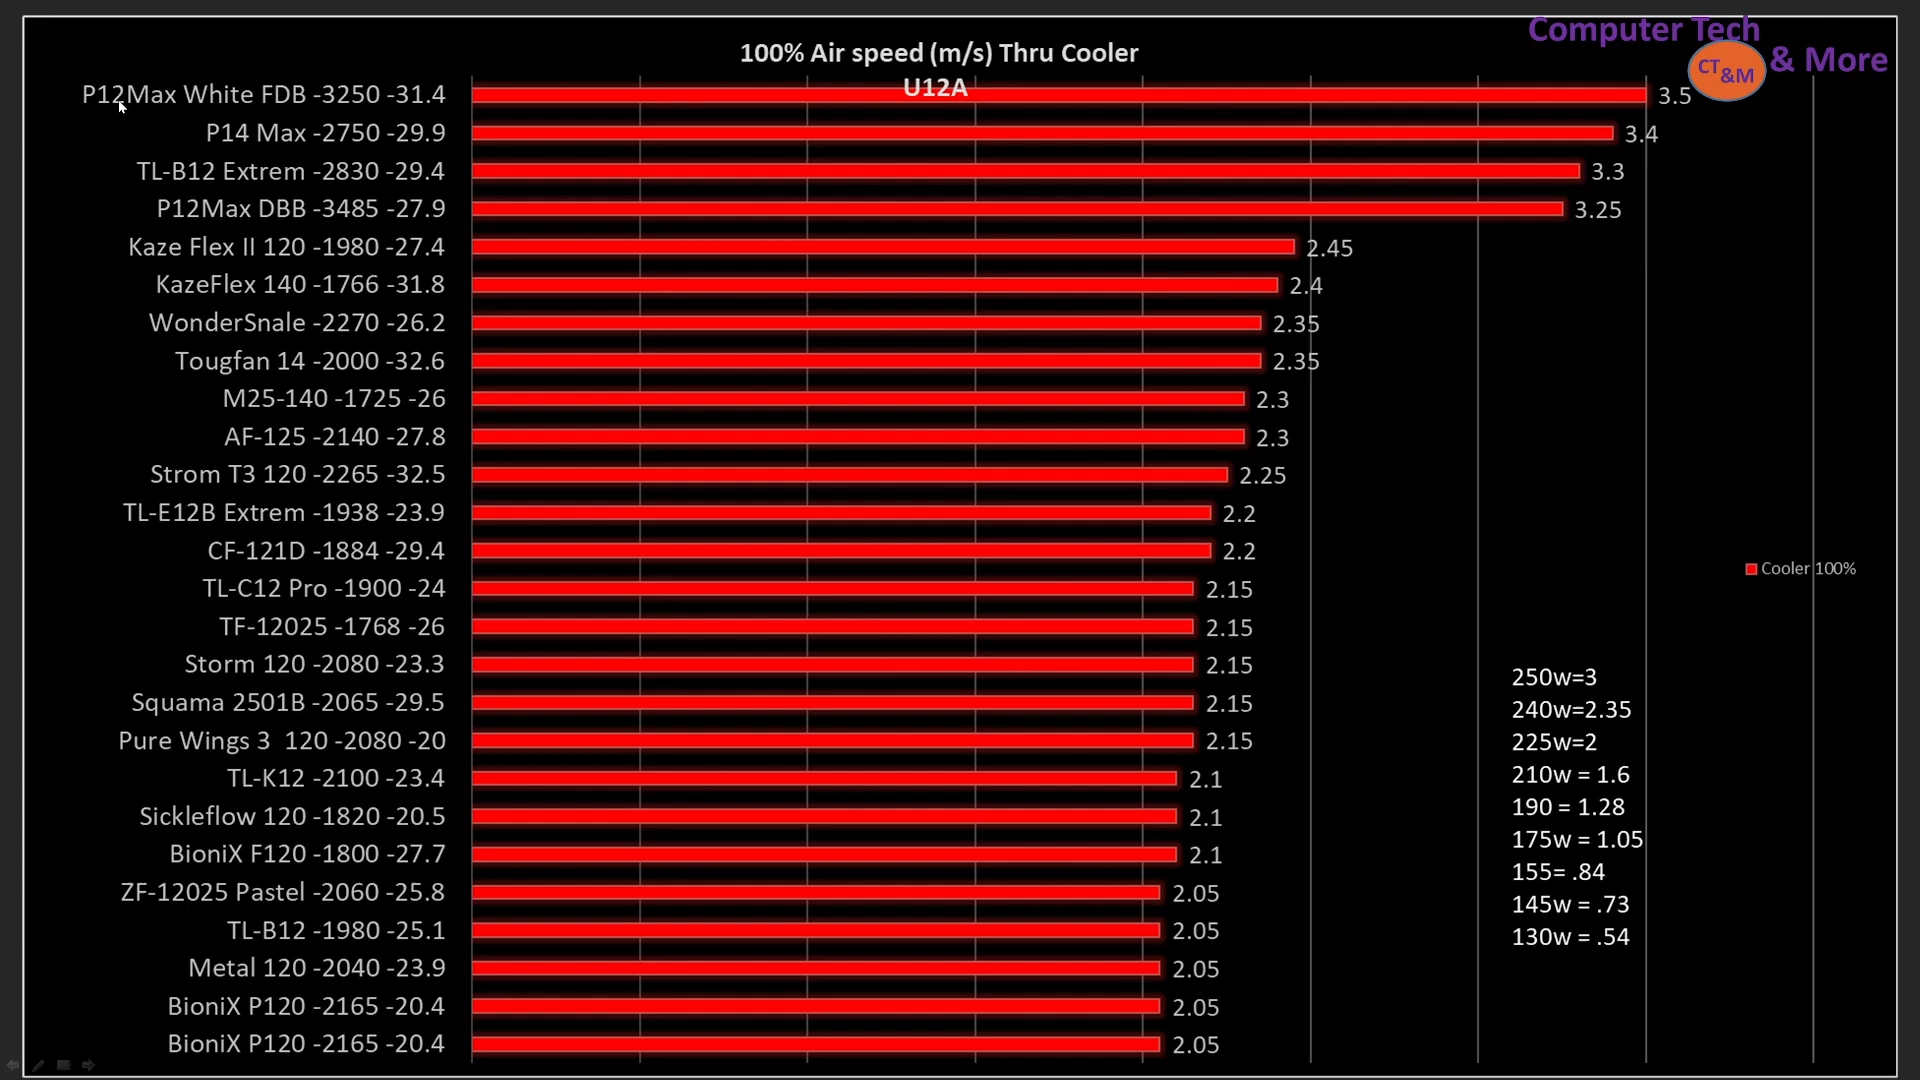 Computer Tech
CT
&M
& More
100% Air speed (m/s) Thru Cooler
U12A
P12Max White FDB -3250 -31.4 3.5
P14 Max -2750 -29.9 3.4
TL-B12 Extrem -2830 -29.4 3.3
P12Max DBB -3485 -27.9 3.25
Kaze Flex II 120 -1980 -27.4 2.45
KazeFlex 140 -1766 -31.8 2.4
WonderSnale -2270 -26.2 2.35
Tougfan 14 -2000 -32.6 2.35
M25-140 -1725 -26 2.3
AF-125 -2140 -27.8 2.3
Strom T3 120 -2265 -32.5 2.25
TL-E12B Extrem -1938 -23.9 2.2
CF-121D -1884 -29.4 2.2
TL-C12 Pro -1900 -24 2.15
TF-12025 -1768 -26 2.15
Storm 120 -2080 -23.3 2.15
Squama 2501B -2065 -29.5 2.15
Pure Wings 3  120 -2080 -20 2.15
TL-K12 -2100 -23.4 2.1
Sickleflow 120 -1820 -20.5 2.1
BioniX F120 -1800 -27.7 2.1
ZF-12025 Pastel -2060 -25.8 2.05
TL-B12 -1980 -25.1 2.05
Metal 120 -2040 -23.9 2.05
BioniX P120 -2165 -20.4 2.05
BioniX P120 -2165 -20.4 2.05
Cooler 100%
250w=3
240w=2.35
225w=2
210w = 1.6
190 = 1.28
175w = 1.05
155= .84
145w = .73
130w = .54